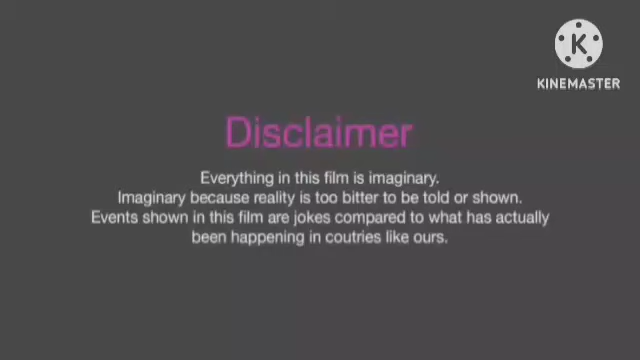 KINEMASTER
Disclaimer
Everything in this film is imaginary.
Imaginary because reality is too bitter to be told or shown.
Events shown in this film are jokes compared to what has actually
been happening in coutries like ours.